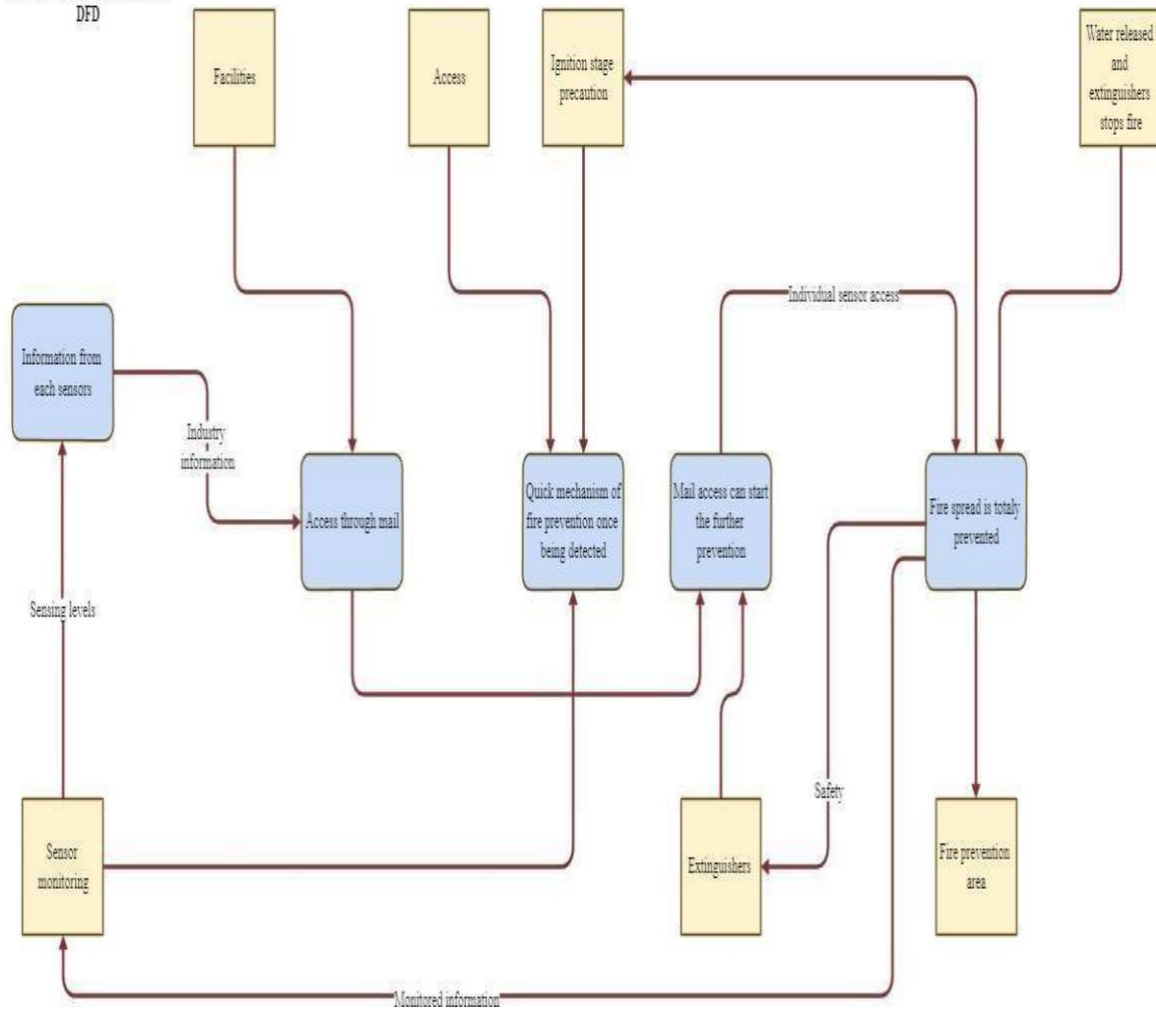 DFD
Facilities
Access
Ignition stage
precaution
Water released
and
extinguishers
stops fire
Individual sensor access
Information from
each sensors
Industry
information
Access through mail
Quick mechanism of
fire prevention once
being detected
Mail access can start
the further
prevention
Fire spread is totaly
prevented
Sensing levels
Safety
Sensor
monitoring
Extinguishers
Fire prevention
area
Monitored information